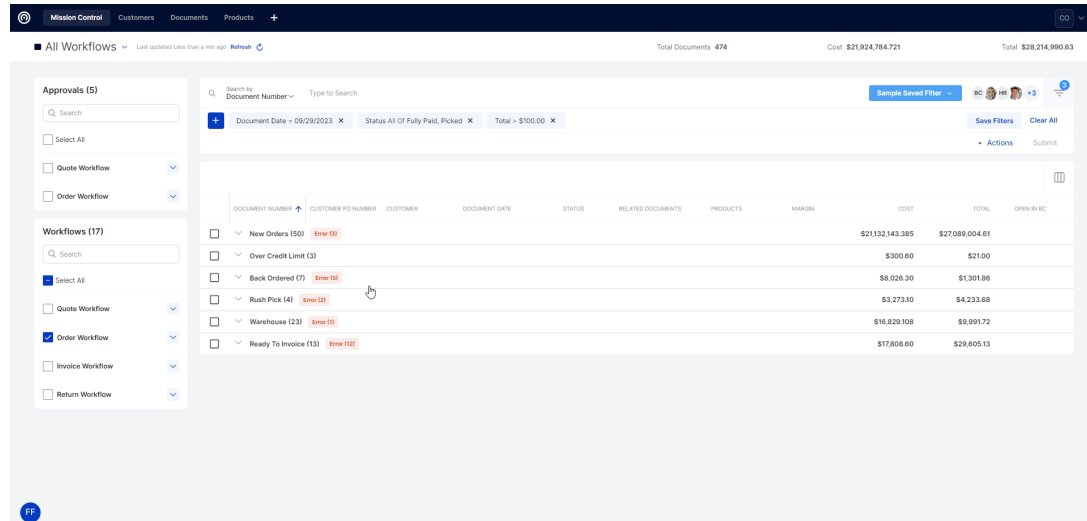 Mission Control Customers Documents Products + CO
All Workflows Last updated Less than a min ago Refresh Total Documents 474 Cost $21,924,784.721 Total $28,214,990.63
Approvals (5)
Search
Select All
Quote Workflow
Order Workflow
Workflows (17)
Search
Select All
Quote Workflow
Order Workflow
Invoice Workflow
Return Workflow
Search by
Document Number Type to Search Sample Saved Filter BC HR +3 3
+ Document Date = 09/29/2023 × Status All Of Fully Paid, Picked × Total > $100.00 × Save Filters Clear All
Actions Submit
DOCUMENT NUMBER CUSTOMER PO NUMBER CUSTOMER DOCUMENT DATE STATUS RELATED DOCUMENTS PRODUCTS MARGIN COST TOTAL OPEN IN BC
New Orders (50) Error (3) $21,132,143.385 $27,089,004.61
Over Credit Limit (3) $300.60 $21.00
Back Ordered (7) Error (5) $8,026.30 $1,301.86
Rush Pick (4) Error (2) $3,273.10 $4,233.68
Warehouse (23) Error (1) $16,829.108 $9,991.72
Ready To Invoice (13) Error (12) $17,808.60 $29,605.13
FF